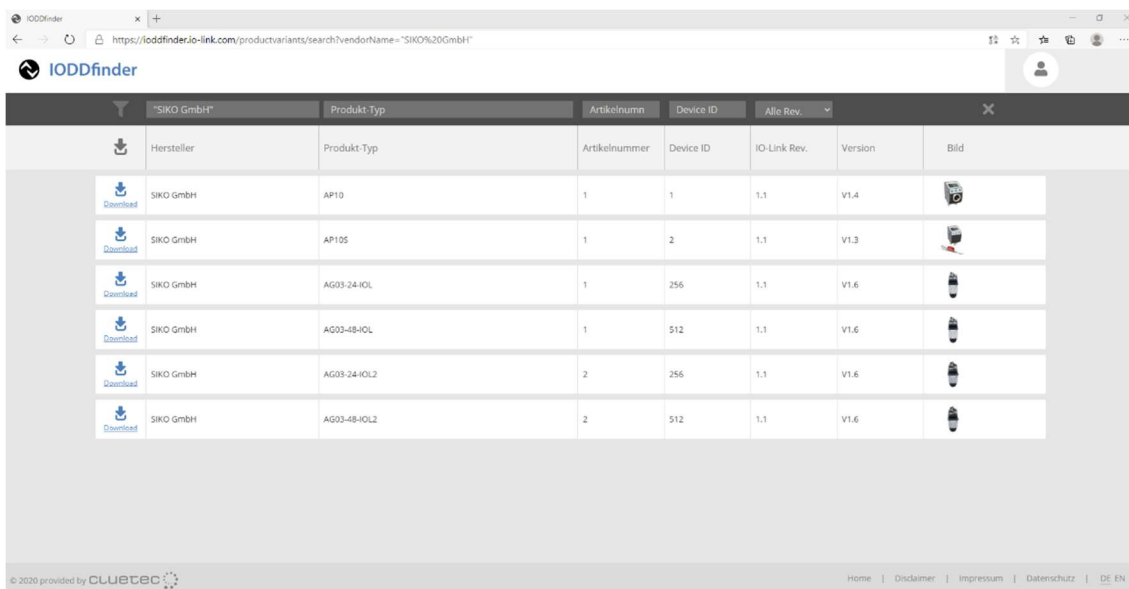 IODDfinder
https://ioddfinder.io-link.com/productvariants/search?vendorName="SIKO%20GmbH"
IODDfinder
"SIKO GmbH" Produkt-Typ Artikelnumn Device ID Alle Rev.
Hersteller Produkt-Typ Artikelnummer Device ID IO-Link Rev. Version Bild
Download SIKO GmbH AP10 1 1 1.1 V1.4
Download SIKO GmbH AP10S 1 2 1.1 V1.3
Download SIKO GmbH AG03-24-IOL 1 256 1.1 V1.6
Download SIKO GmbH AG03-48-IOL 1 512 1.1 V1.6
Download SIKO GmbH AG03-24-IOL2 2 256 1.1 V1.6
Download SIKO GmbH AG03-48-IOL2 2 512 1.1 V1.6
© 2020 provided by cluetec Home | Disclaimer | Impressum | Datenschutz | DE EN